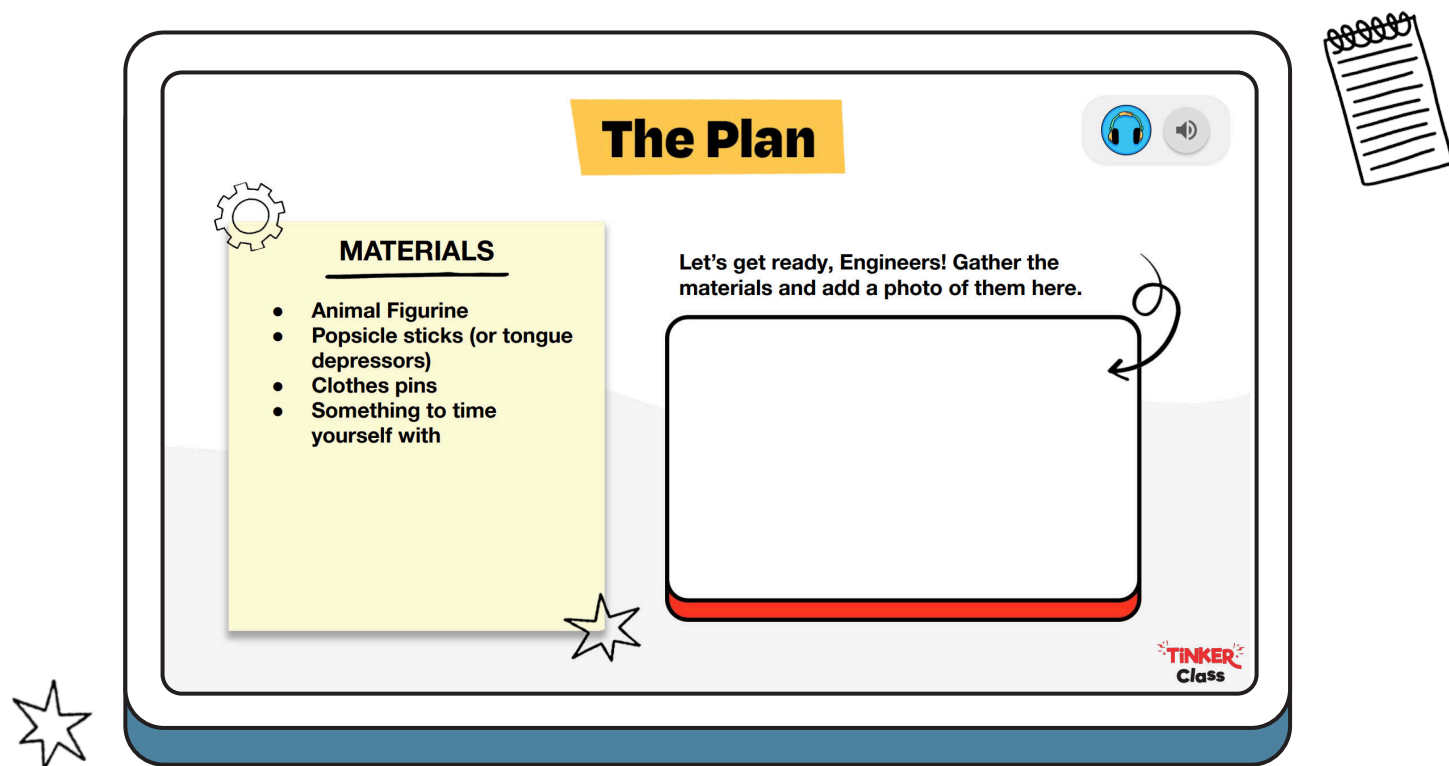 The Plan
MATERIALS
● Animal Figurine
● Popsicle sticks (or tongue
depressors)
● Clothes pins
● Something to time
yourself with
Let's get ready, Engineers! Gather the
materials and add a photo of them here.
TiNKER
Class